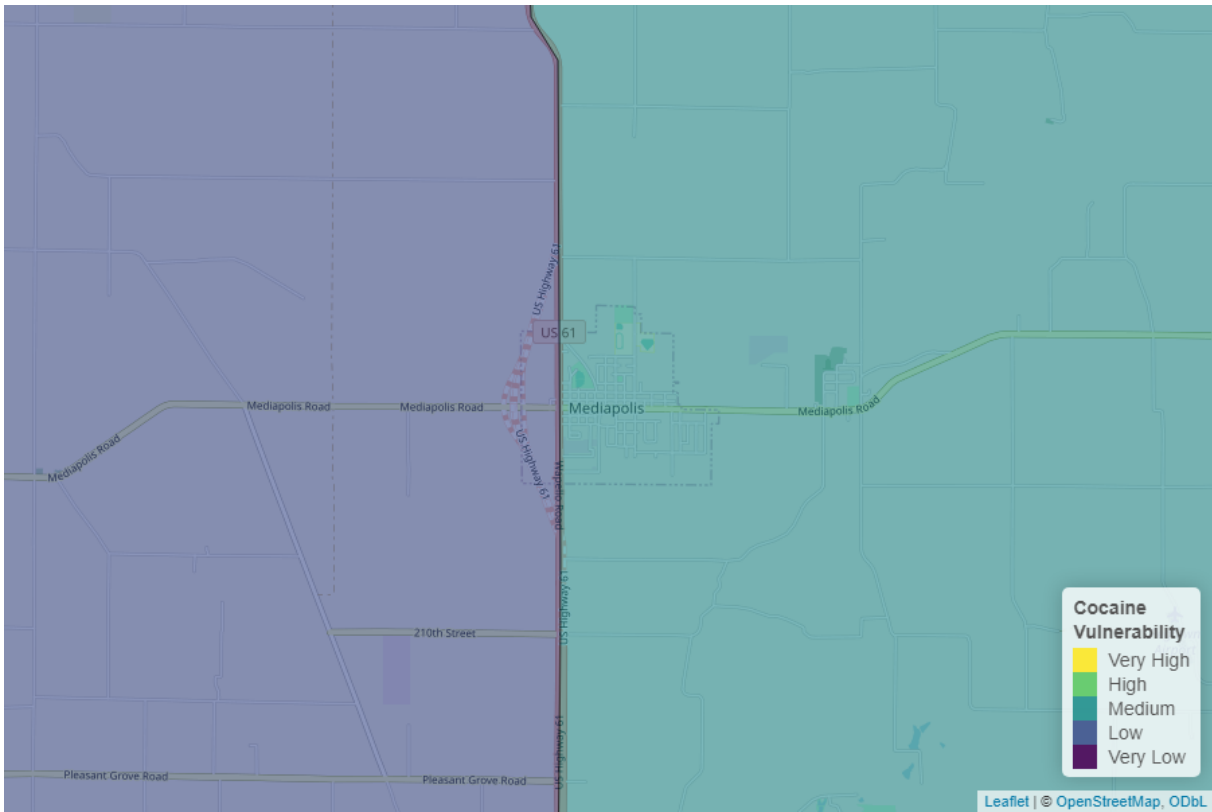 US Highway 61
US 61
Mediapolis Road
Mediapolis Road
Mediapolis
Mediapolis Road
Mediapolis Road
US Highway 61
Wapello Road
US Highway 61
210th Street
US Highway 61
Pleasant Grove Road
Pleasant Grove Road
Cocaine
Vulnerability
Very High
High
Medium
Low
Very Low
Leaflet | © OpenStreetMap, ODbL